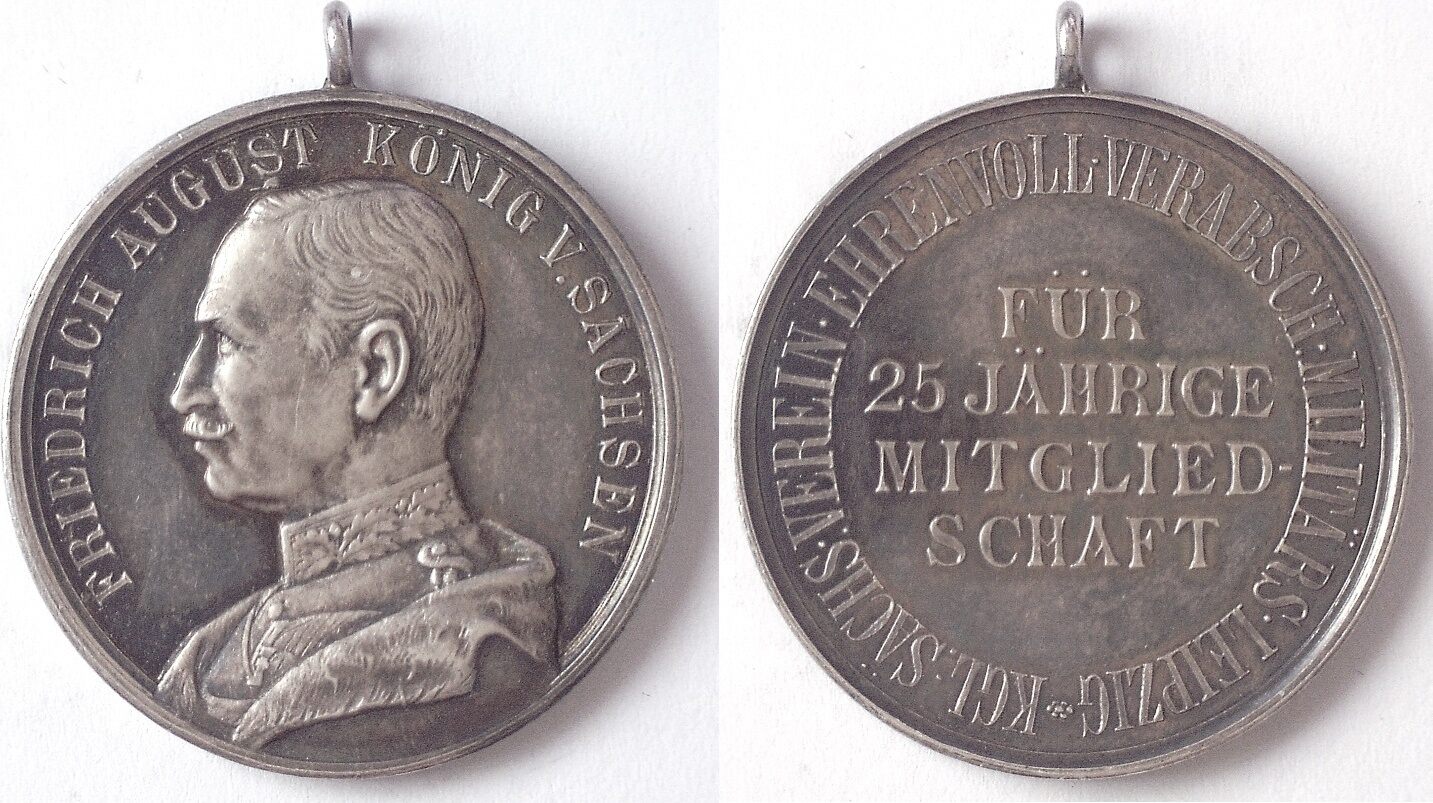 FRIEDRICH AUGUST KÖNIG V. SACHSEN
KGL. SÄCHS. VEREIN · EHRENVOLL · VERABSCH · MILITÄRS. LEIPZIG
FÜR
25 JÄHRIGE
MITGLIED-
SCHAFT